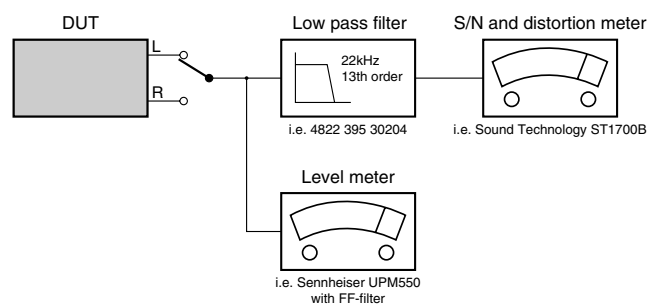 DUT
L
R
Low pass filter
22kHz
13th order
i.e. 4822 395 30204
S/N and distortion meter
i.e. Sound Technology ST1700B
Level meter
i.e. Sennheiser UPM550
with FF-filter